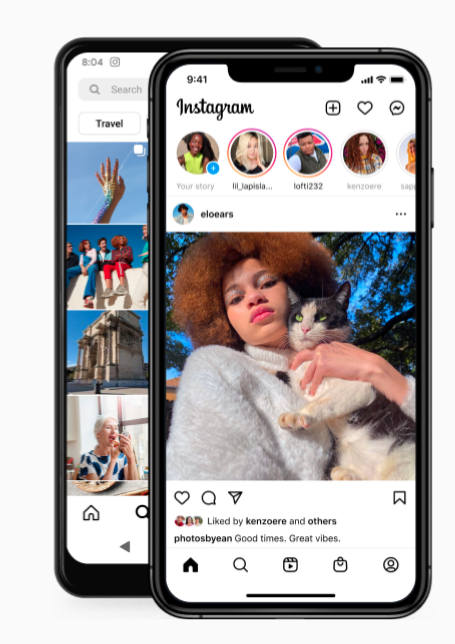 8:04
Search
Travel
9:41
Instagram
Your story
lil_lapisla...
lofti232
kenzoere
eloears
Liked by kenzoere and others
photosbyean Good times. Great vibes.